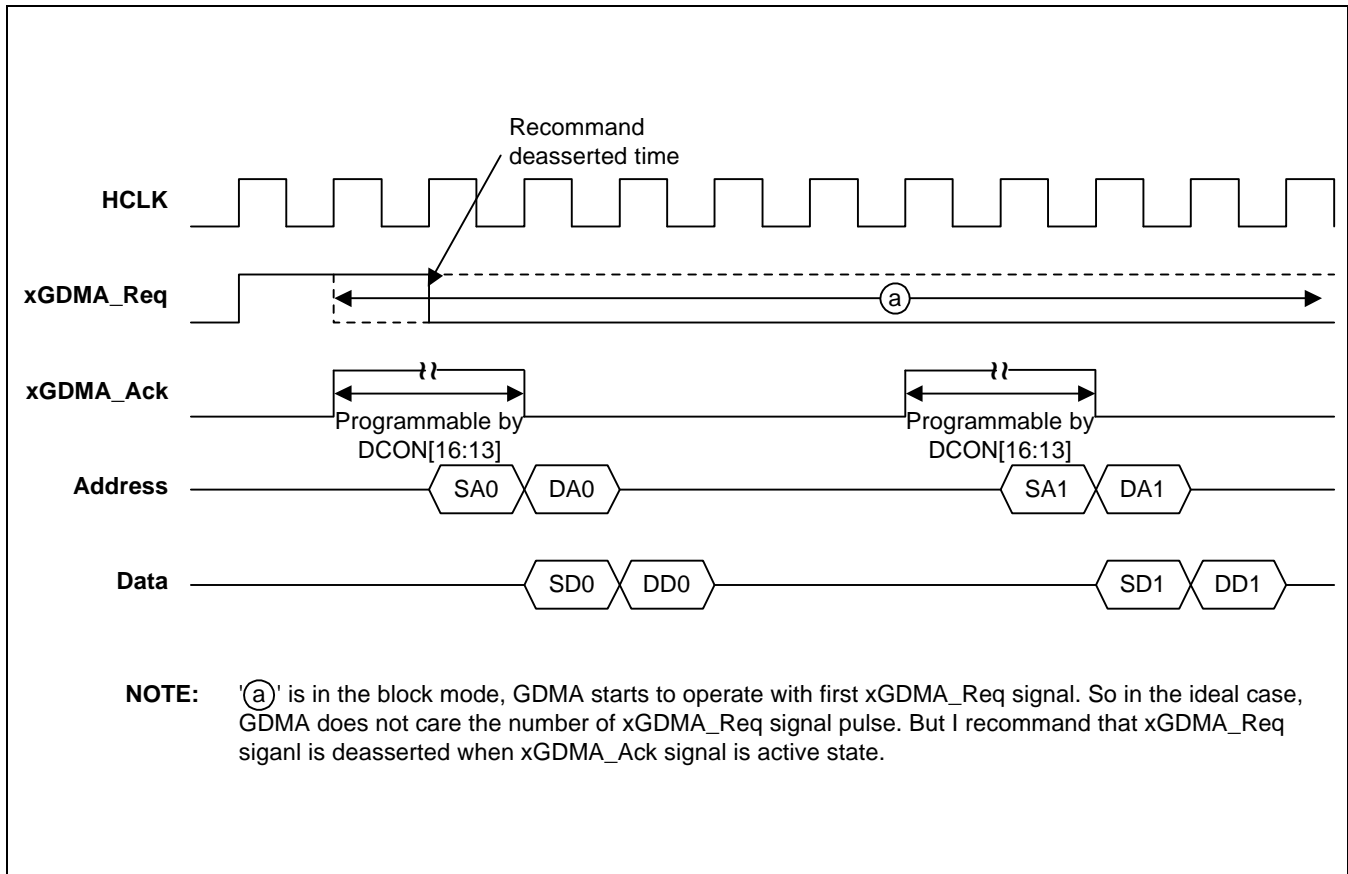 Recommand
deasserted time
HCLK
xGDMA_Req
a
xGDMA_Ack
Programmable by
DCON[16:13]
Programmable by
DCON[16:13]
Address
SA0
DA0
SA1
DA1
Data
SD0
DD0
SD1
DD1
NOTE: 'ⓐ' is in the block mode, GDMA starts to operate with first xGDMA_Req signal. So in the ideal case,
GDMA does not care the number of xGDMA_Req signal pulse. But I recommand that xGDMA_Req
siganl is deasserted when xGDMA_Ack signal is active state.